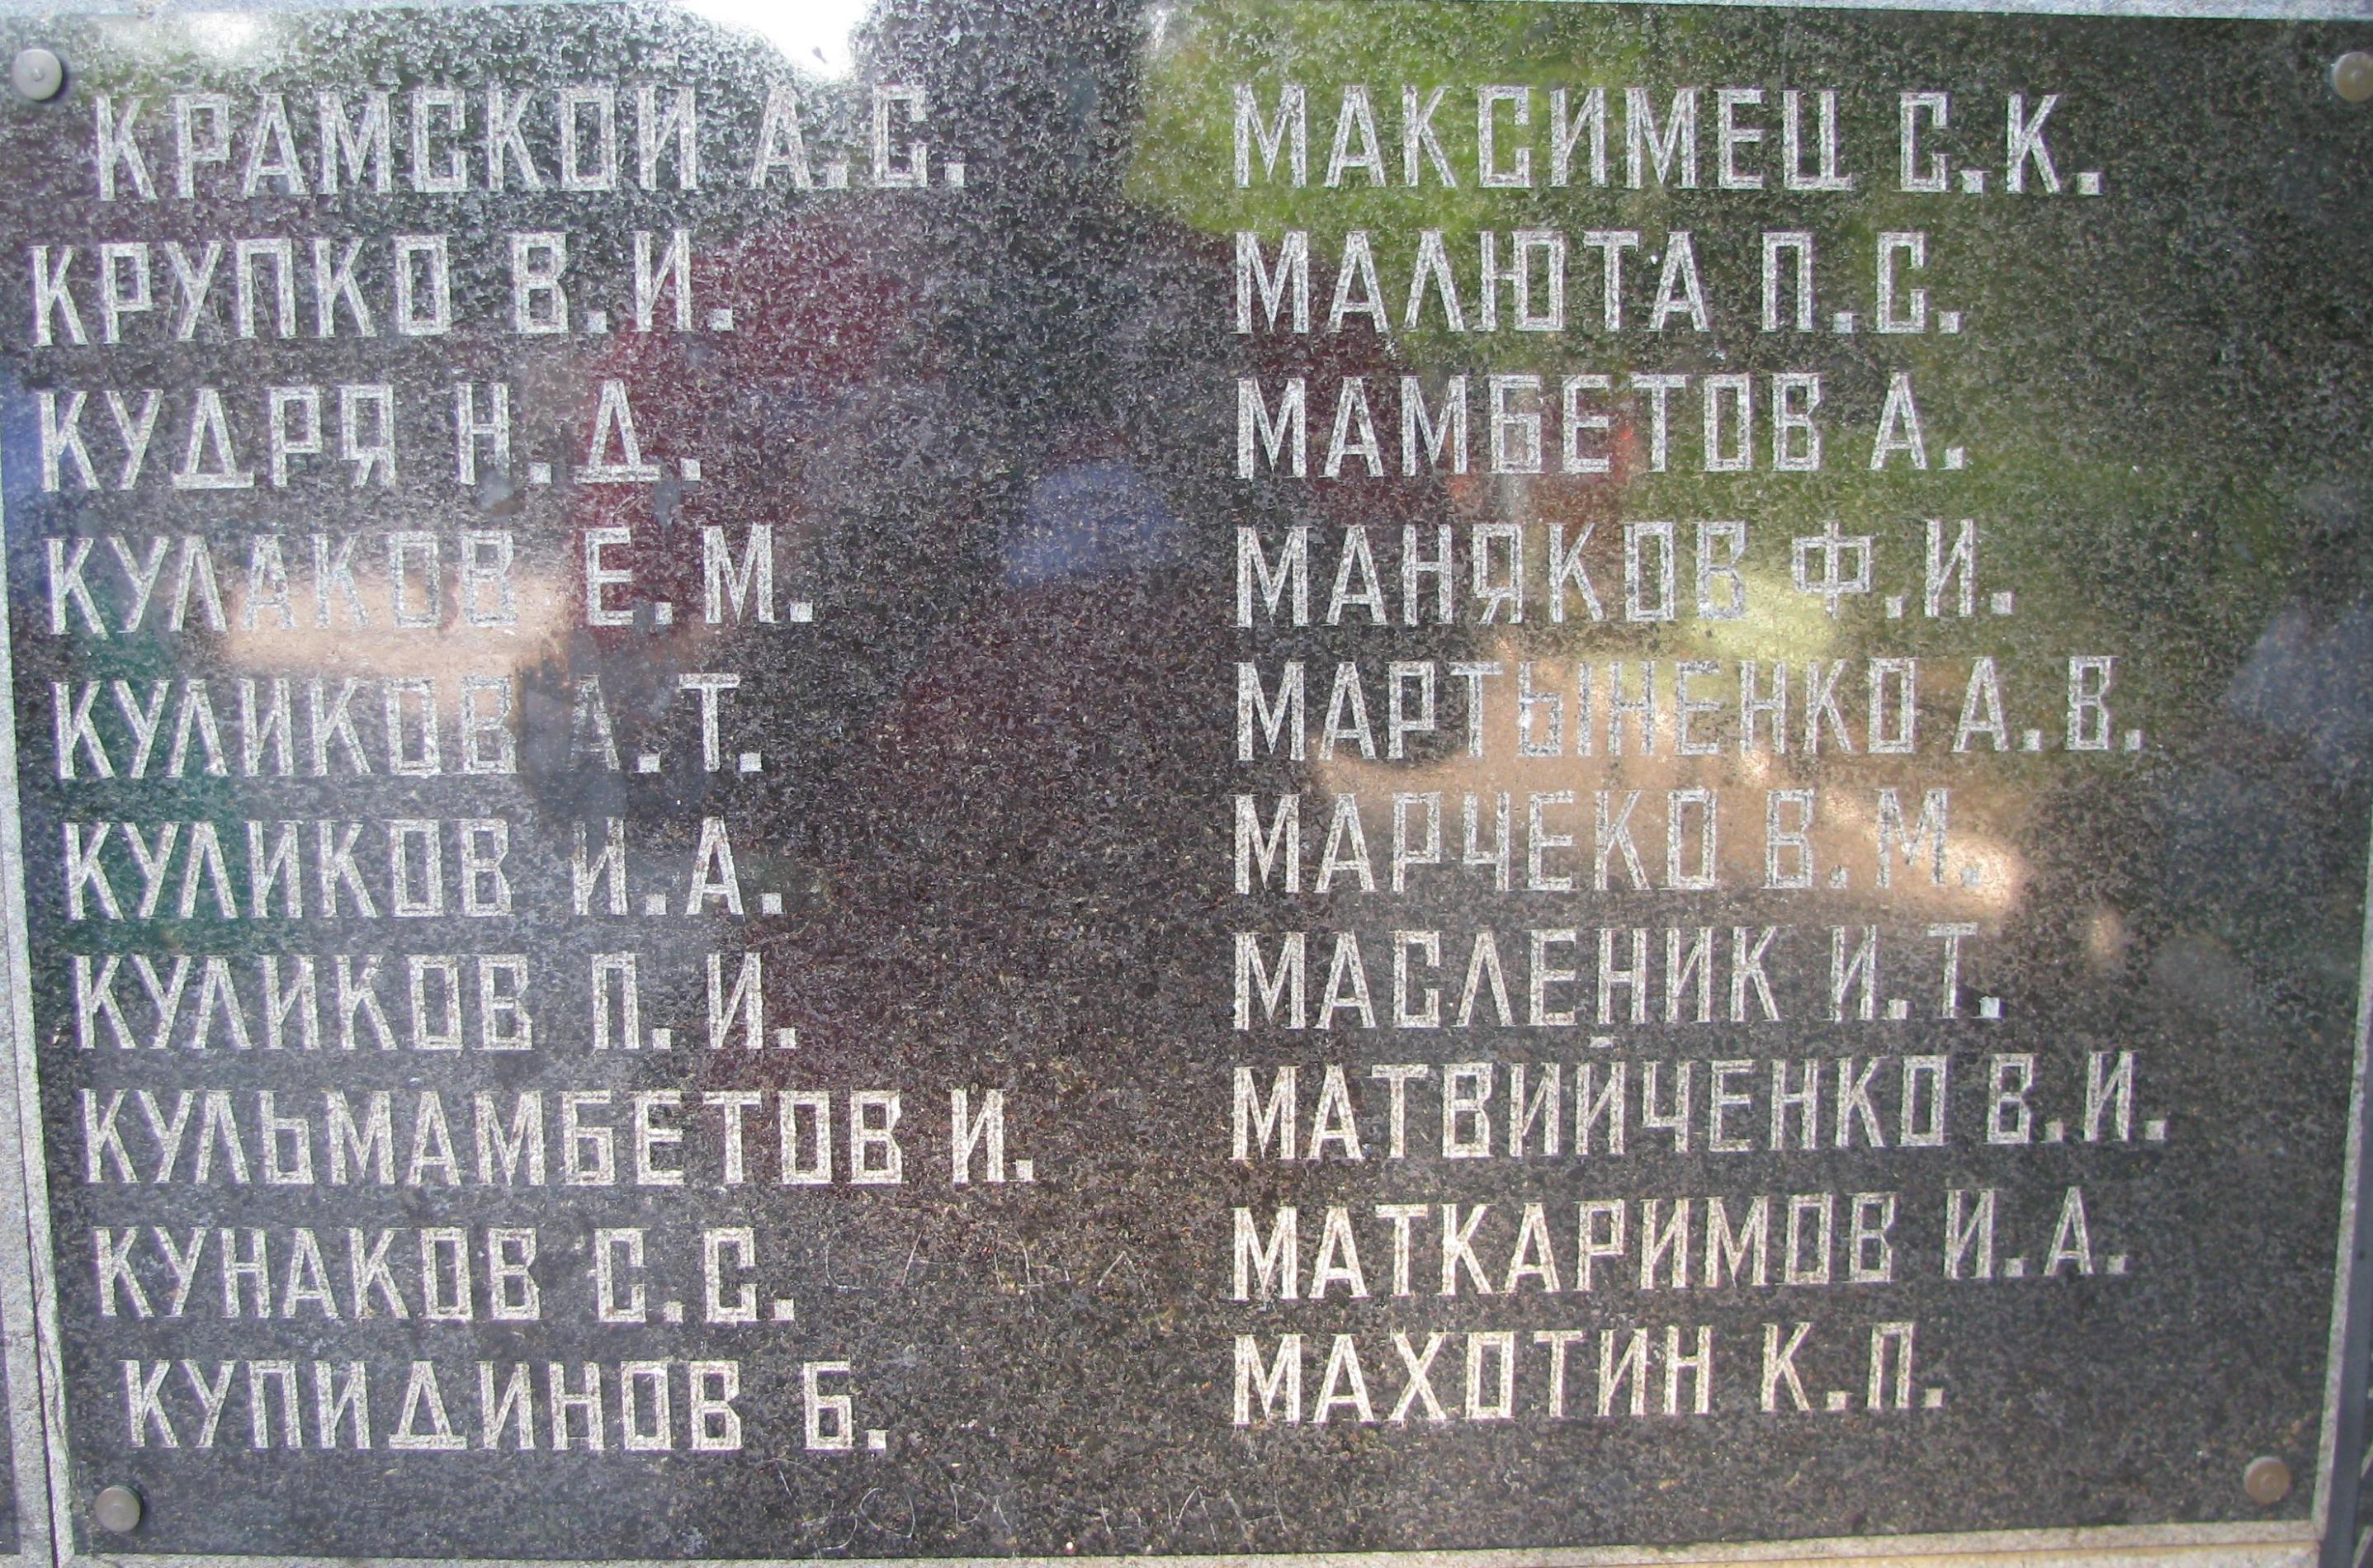 КРАМСКОЙ А.С.
КРУПКО В.И.
КУДРЯ Н.Д.
КУЛАКОВ Е.М.
КУЛИКОВ А.Т.
КУЛИКОВ И.А.
КУЛИКОВ П.И.
КУЛЬМАМБЕТОВ И.
КУНАКОВ С.С.
КУПИДИНОВ Б.
МАКСИМЕЦ С.К.
МАЛЮТА П.С.
МАМБЕТОВ А.
МАНЯКОВ Ф.И.
МАРТЫНЕНКО А.В.
МАРЧЕКО В.М.
МАСЛЕНИК И.Т.
МАТВИЙЧЕНКО В.И.
МАТКАРИМОВ И.А.
МАХОТИН К.П.